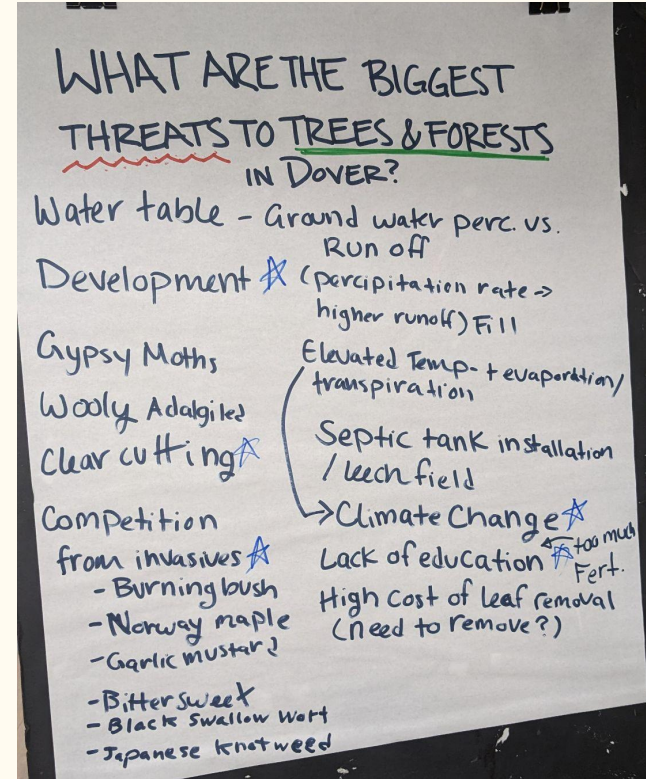 WHAT ARE THE BIGGEST
THREATS TO TREES & FORESTS
IN DOVER?
Water table - Ground water perc. vs.
Run off
Development (percipitation rate →
higher runoff) Fill
Gypsy Moths
Wooly Adalgiled
Clear cutting
Competition
from invasives
- Burning bush
- Norway maple
- Garlic mustard
- Bittersweet
- Black Swallow Wort
- Japanese knotweed
Elevated Temp- + evaporation/
transpiration
Septic tank installation
/ leech field
→ Climate Change
Lack of education ← too much
Fert.
High cost of leaf removal
(need to remove?)